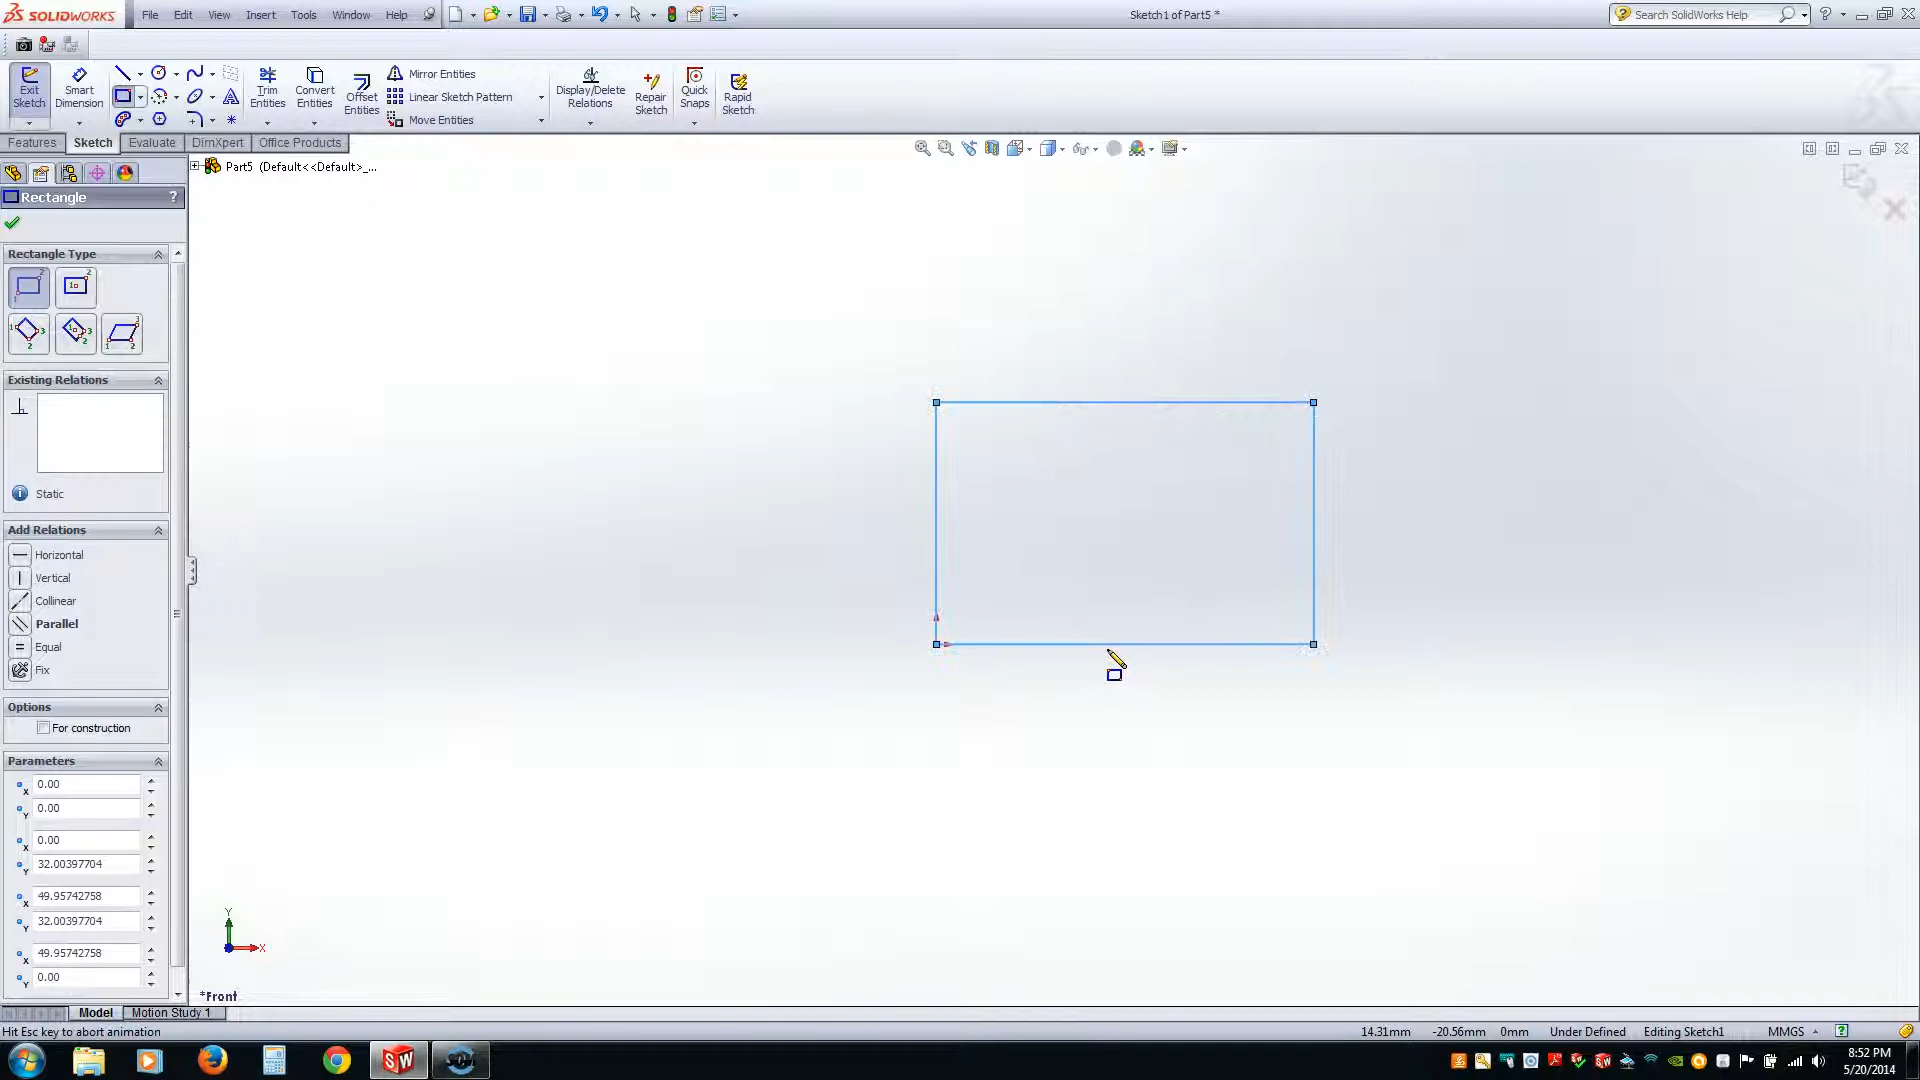 SOLIDWORKS
File Edit View Insert Tools Window Help
Sketch1 of Part5 *
Search SolidWorks Help
Exit Sketch
Smart Dimension
Trim Entities
Convert Entities
Offset Entities
Mirror Entities
Linear Sketch Pattern
Move Entities
Display/Delete Relations
Repair Sketch
Quick Snaps
Rapid Sketch
Features Sketch Evaluate DimXpert Office Products
Part5 (Default<<Default>_...
Rectangle ?
Rectangle Type
Existing Relations
Static
Add Relations
Horizontal
Vertical
Collinear
Parallel
Equal
Fix
Options
For construction
Parameters
x 0.00
Y 0.00
x 0.00
Y 32.00397704
x 49.95742758
Y 32.00397704
x 49.95742758
Y 0.00
Y
X
*Front
Model Motion Study 1
Hit Esc key to abort animation
14.31mm -20.56mm 0mm Under Defined Editing Sketch1 MMGS
SW
8:52 PM
5/20/2014